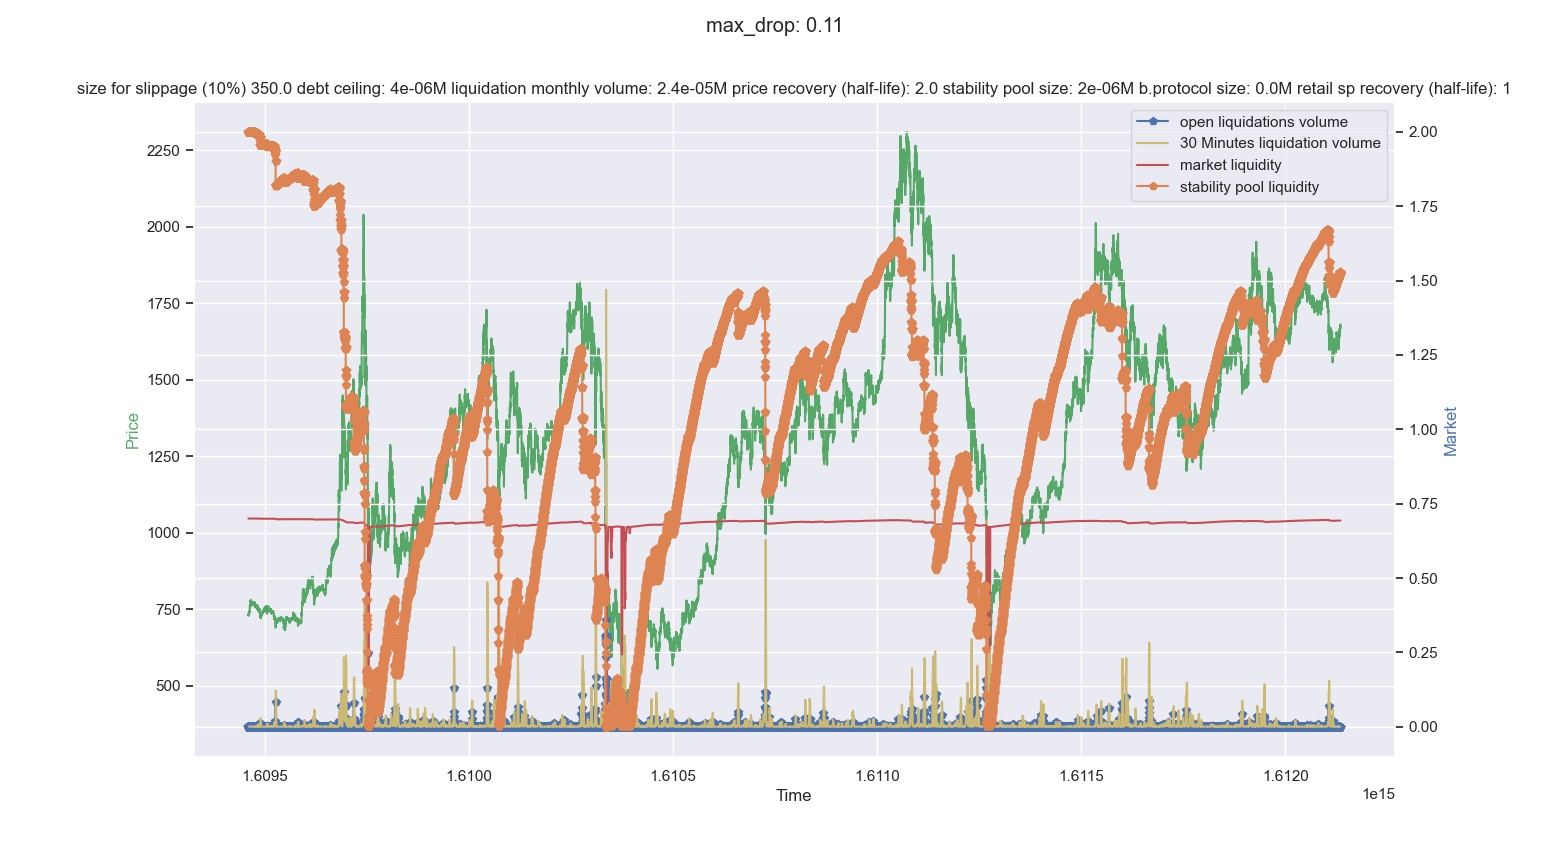 max_drop: 0.11
size for slippage (10%) 350.0 debt ceiling: 4e-06M liquidation monthly volume: 2.4e-05M price recovery (half-life): 2.0 stability pool size: 2e-06M b.protocol size: 0.0M retail sp recovery (half-life): 1
open liquidations volume
30 Minutes liquidation volume
market liquidity
stability pool liquidity
2250
2000
1750
1500
1250
1000
750
500
Price
2.00
1.75
1.50
1.25
1.00
0.75
0.50
0.25
0.00
Market
1.6095 1.6100 1.6105 1.6110 1.6115 1.6120
Time
1e15